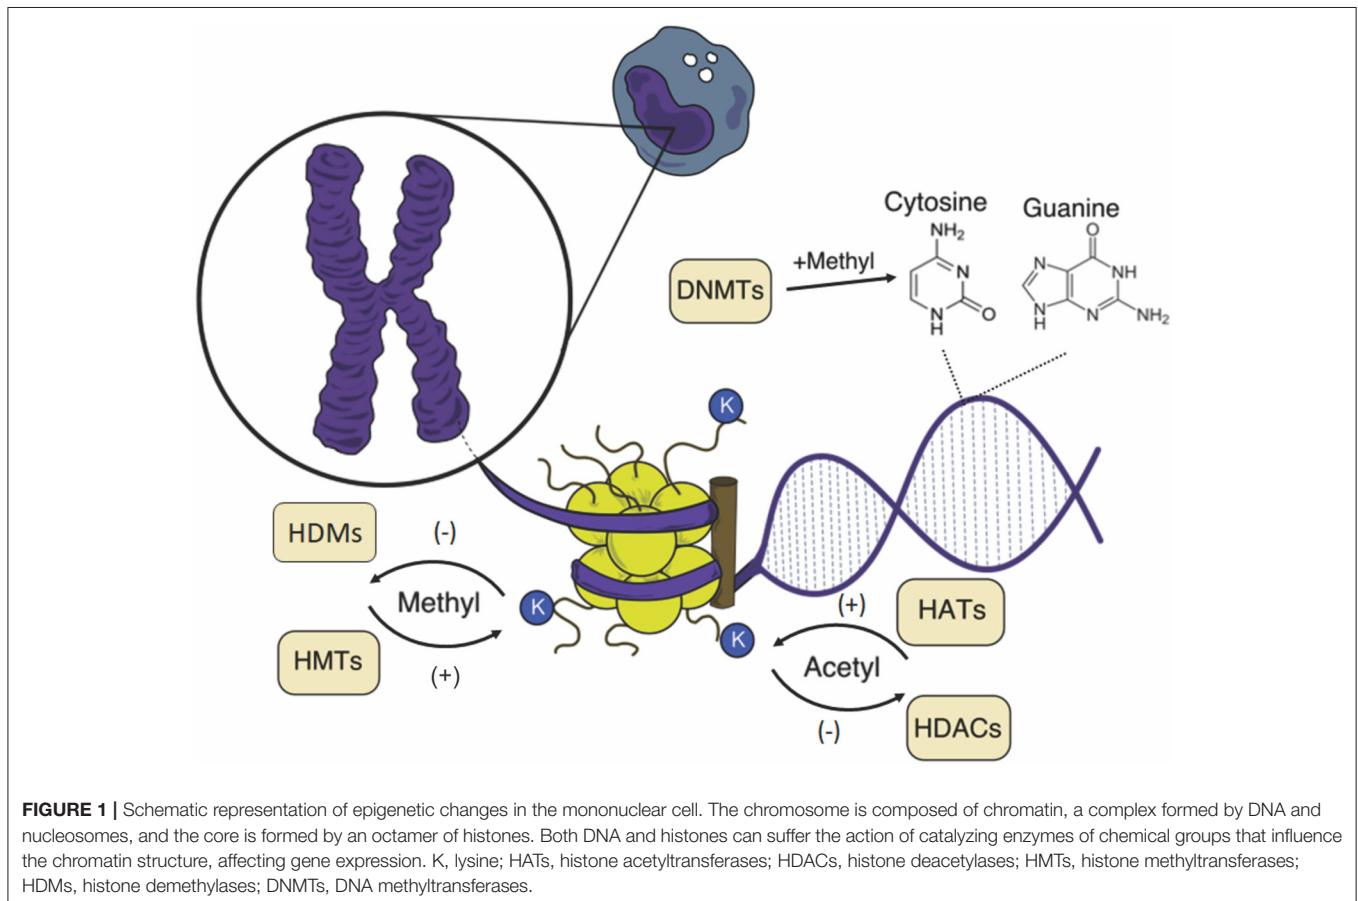 Cytosine
Guanine
NH₂
N
N
H
O
O
N
NH
N
H
N
NH₂
DNMTs
+Methyl
K
HDMs
(-)
Methyl
K
HMTs
(+)
(+)
HATs
K
Acetyl
(-)
HDACs
FIGURE 1 | Schematic representation of epigenetic changes in the mononuclear cell. The chromosome is composed of chromatin, a complex formed by DNA and
nucleosomes, and the core is formed by an octamer of histones. Both DNA and histones can suffer the action of catalyzing enzymes of chemical groups that influence
the chromatin structure, affecting gene expression. K, lysine; HATs, histone acetyltransferases; HDACs, histone deacetylases; HMTs, histone methyltransferases;
HDMs, histone demethylases; DNMTs, DNA methyltransferases.